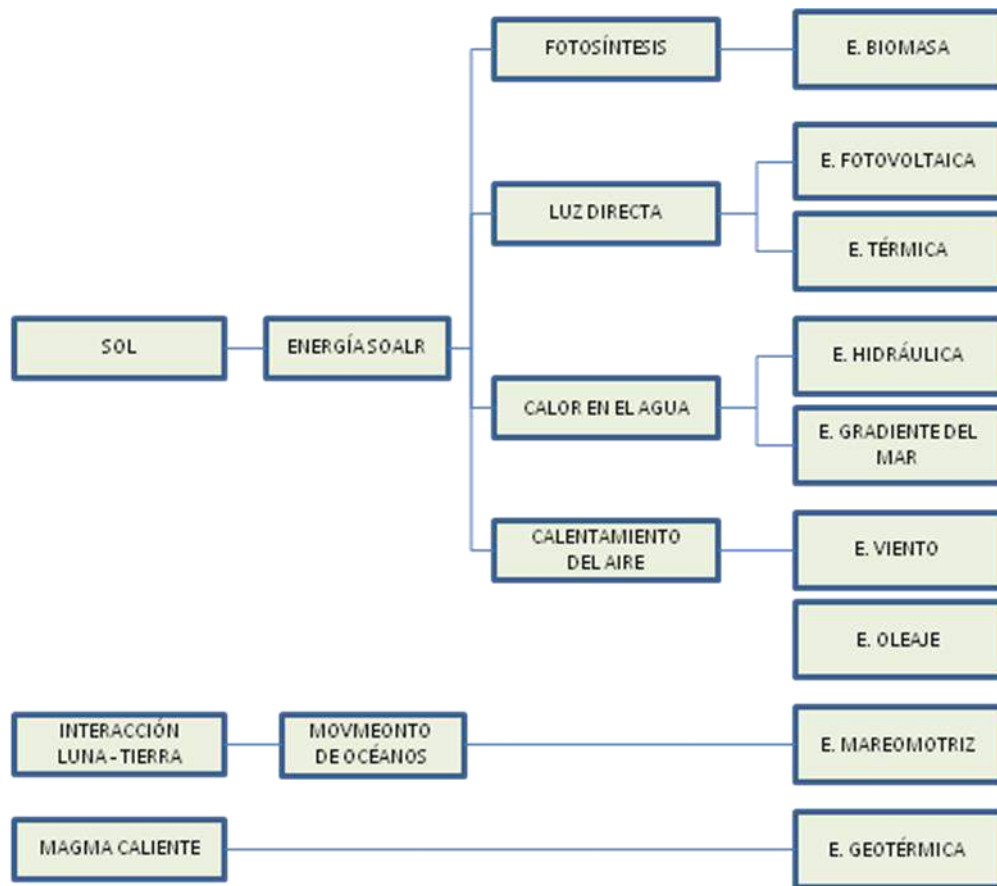 FOTOSÍNTESIS
E. BIOMASA
LUZ DIRECTA
E. FOTOVOLTAICA
E. TÉRMICA
SOL
ENERGÍA SOALR
CALOR EN EL AGUA
E. HIDRÁULICA
E. GRADIENTE DEL
MAR
CALENTAMIENTO
DEL AIRE
E. VIENTO
E. OLEAJE
INTERACCIÓN
LUNA - TIERRA
MOVMEONTO
DE OCÉANOS
E. MAREOMOTRIZ
MAGMA CALIENTE
E. GEOTÉRMICA